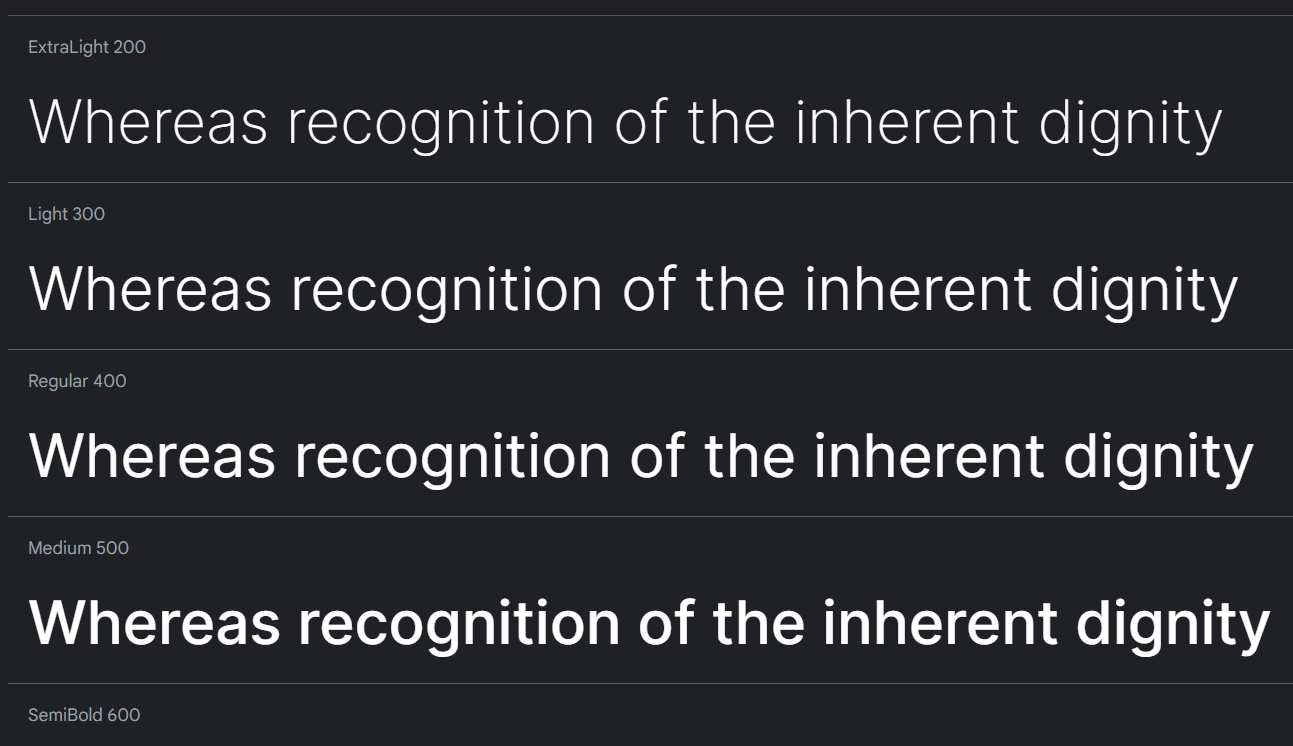 ExtraLight 200
Whereas recognition of the inherent dignity
Light 300
Whereas recognition of the inherent dignity
Regular 400
Whereas recognition of the inherent dignity
Medium 500
Whereas recognition of the inherent dignity
SemiBold 600